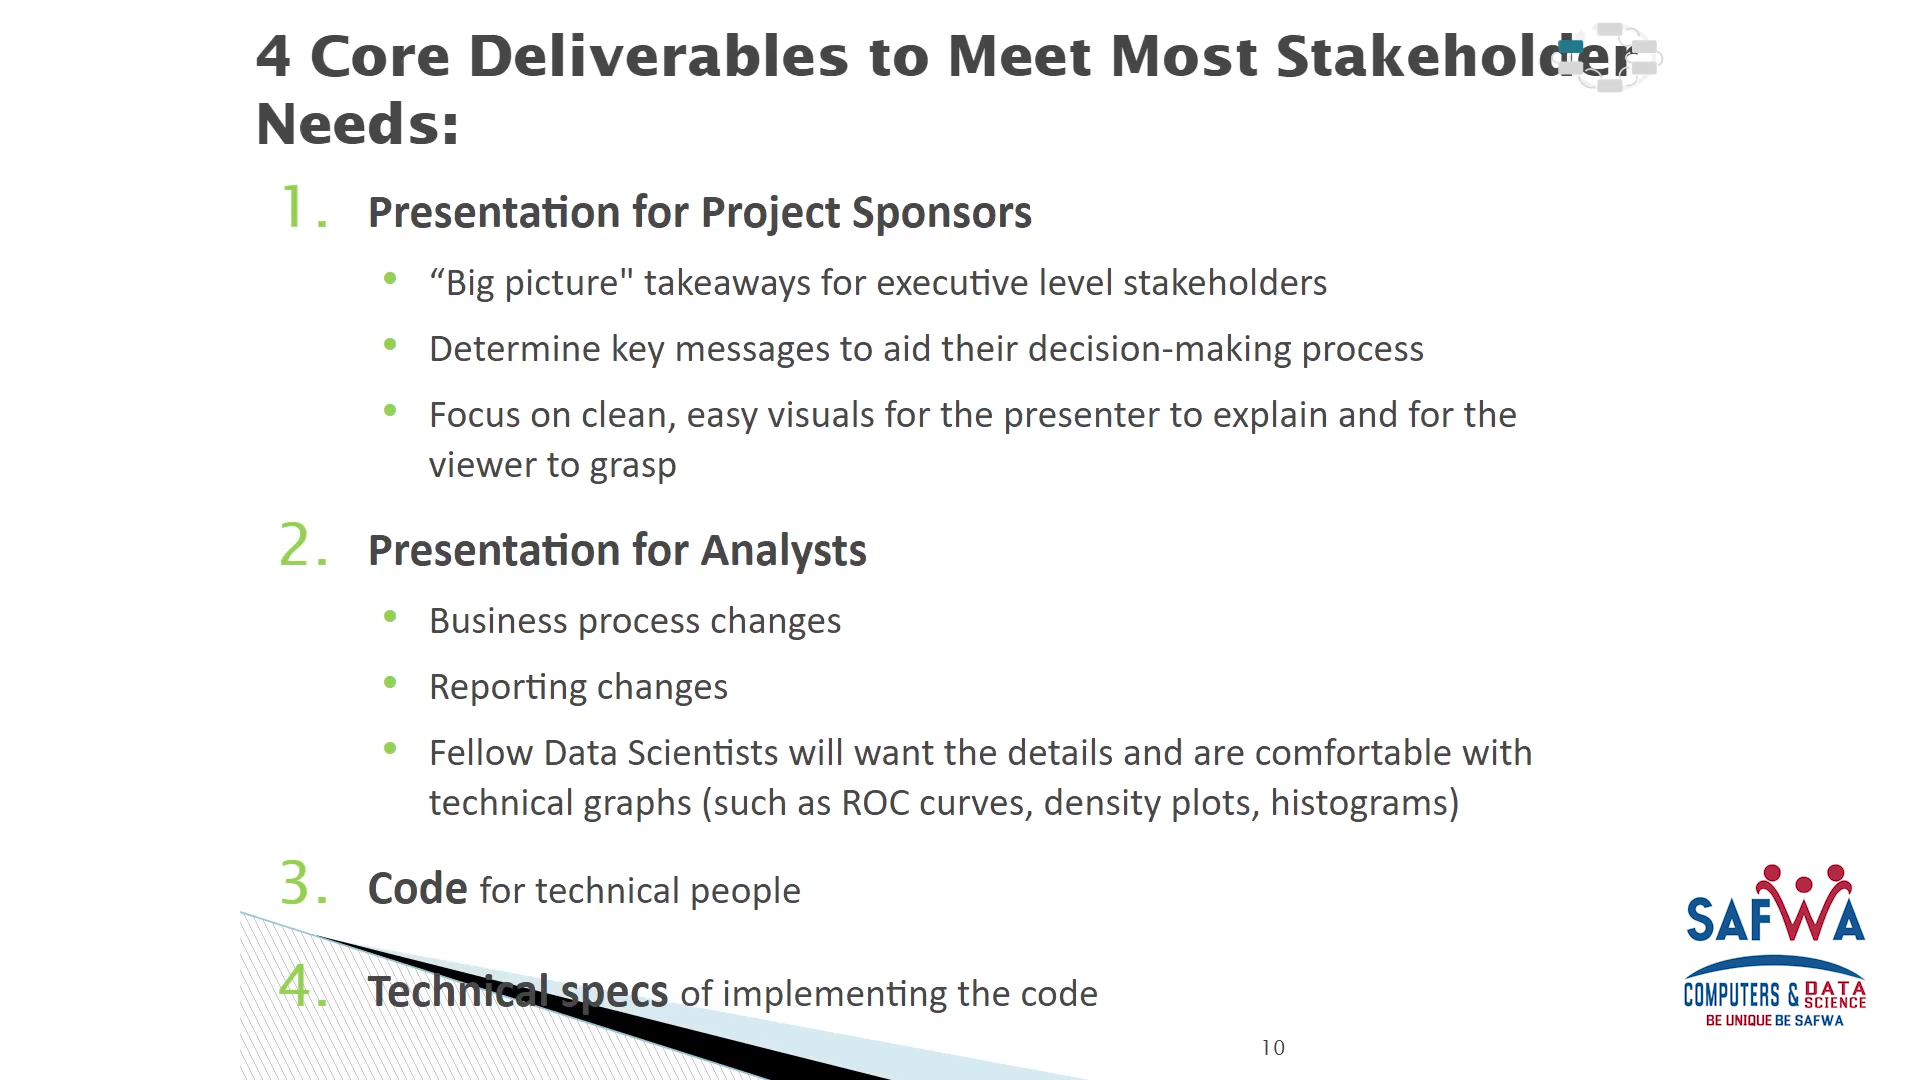 4 Core Deliverables to Meet Most Stakeholder
Needs:
1. Presentation for Project Sponsors
• “Big picture" takeaways for executive level stakeholders
• Determine key messages to aid their decision-making process
• Focus on clean, easy visuals for the presenter to explain and for the
viewer to grasp
2. Presentation for Analysts
• Business process changes
• Reporting changes
• Fellow Data Scientists will want the details and are comfortable with
technical graphs (such as ROC curves, density plots, histograms)
3. Code for technical people
4. Technical specs of implementing the code
10
SAFWA
COMPUTERS & DATA SCIENCE
BE UNIQUE BE SAFWA